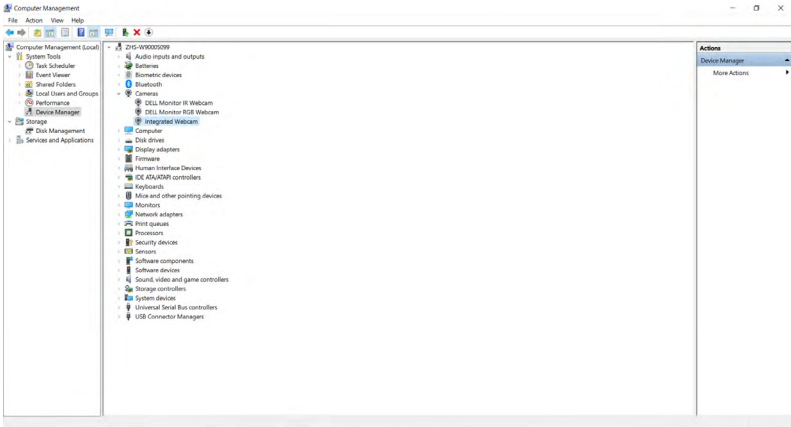 Computer Management
File Action View Help
Computer Management (Local)
System Tools
Task Scheduler
Event Viewer
Shared Folders
Local Users and Groups
Performance
Device Manager
Storage
Disk Management
Services and Applications
ZHS-W90005099
Audio inputs and outputs
Batteries
Biometric devices
Bluetooth
Cameras
DELL Monitor IR Webcam
DELL Monitor RGB Webcam
Integrated Webcam
Computer
Disk drives
Display adapters
Firmware
Human Interface Devices
IDE ATA/ATAPI controllers
Keyboards
Mice and other pointing devices
Monitors
Network adapters
Print queues
Processors
Security devices
Sensors
Software components
Software devices
Sound, video and game controllers
Storage controllers
System devices
Universal Serial Bus controllers
USB Connector Managers
Actions
Device Manager
More Actions